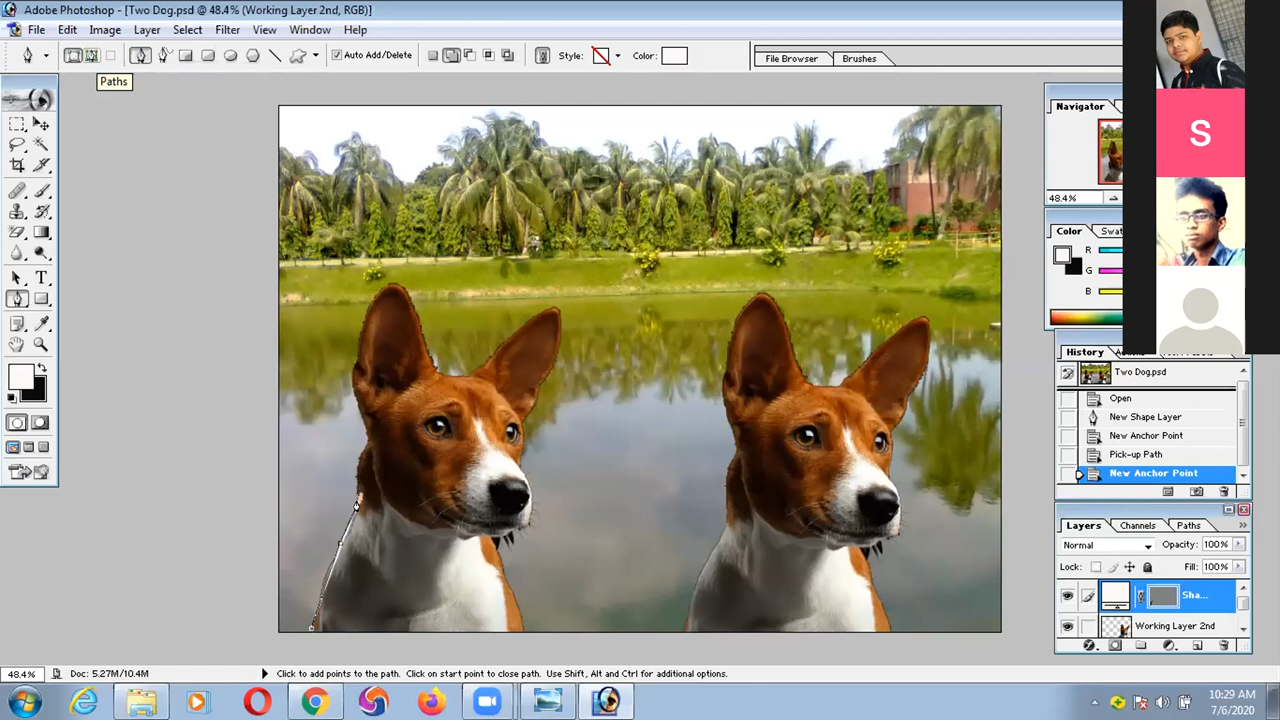 Adobe Photoshop - [Two Dog.psd @ 48.4% (Working Layer 2nd, RGB)]
File Edit Image Layer Select Filter View Window Help
Auto Add/Delete Style: Color: File Browser Brushes
Paths
Navigator
S
48.4%
Color Swat
R
G
B
T
History
Two Dog.psd
Open
New Shape Layer
New Anchor Point
Pick-up Path
New Anchor Point
Layers Channels Paths
Normal Opacity: 100%
Lock: Fill: 100%
Sha...
Working Layer 2nd
48.4% Doc: 5.27M/10.4M Click to add points to the path. Click on start point to close path. Use Shift, Alt and Ctrl for additional options.
10:29 AM
7/6/2020